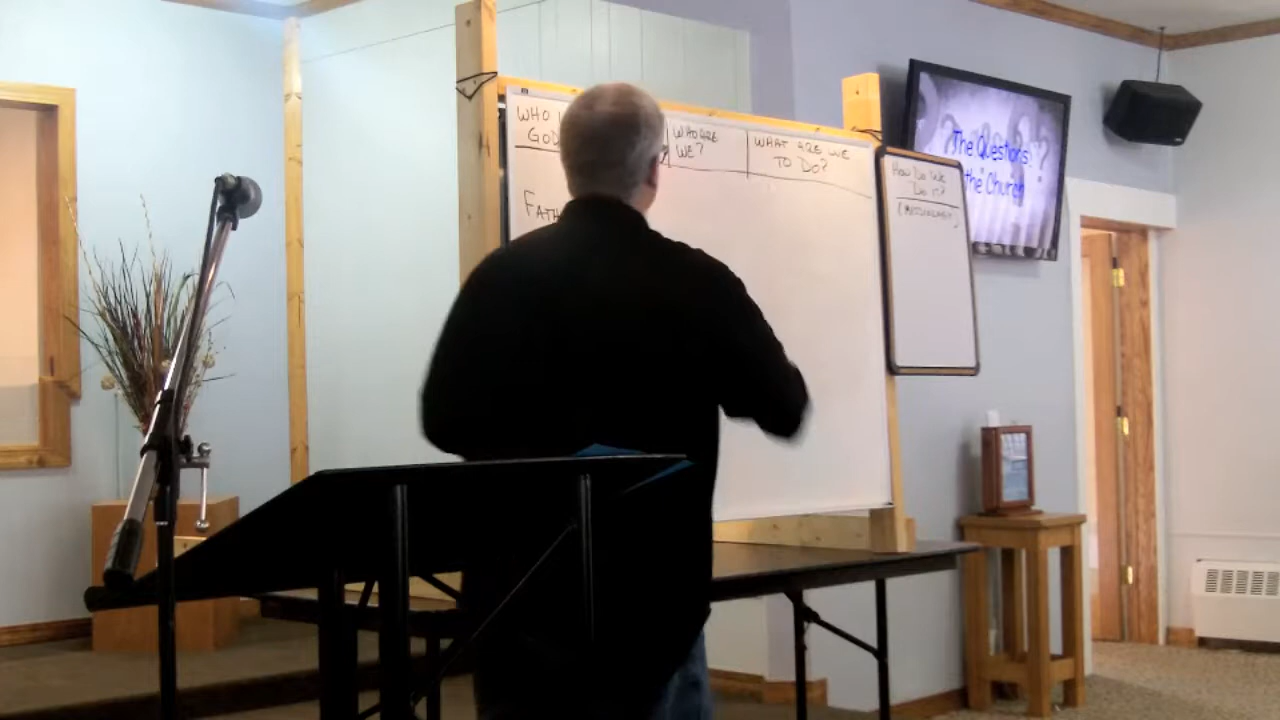 WHO
GOD
WHO ARE
WE?
WHAT ARE WE
TO DO?
FATH
HOW DO WE
DO IT?
The Questions
the Church